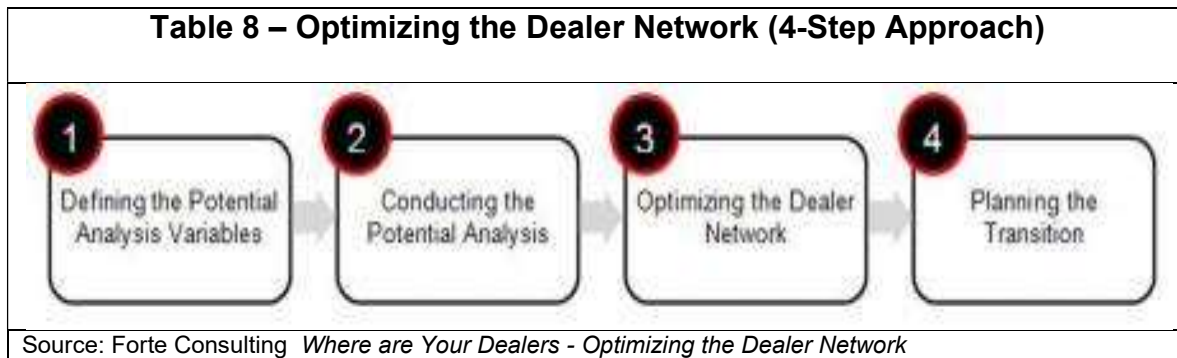 Table 8 – Optimizing the Dealer Network (4-Step Approach)
1
Defining the Potential
Analysis Variables
2
Conducting the
Potential Analysis
3
Optimizing the Dealer
Network
4
Planning the
Transition
Source: Forte Consulting Where are Your Dealers - Optimizing the Dealer Network